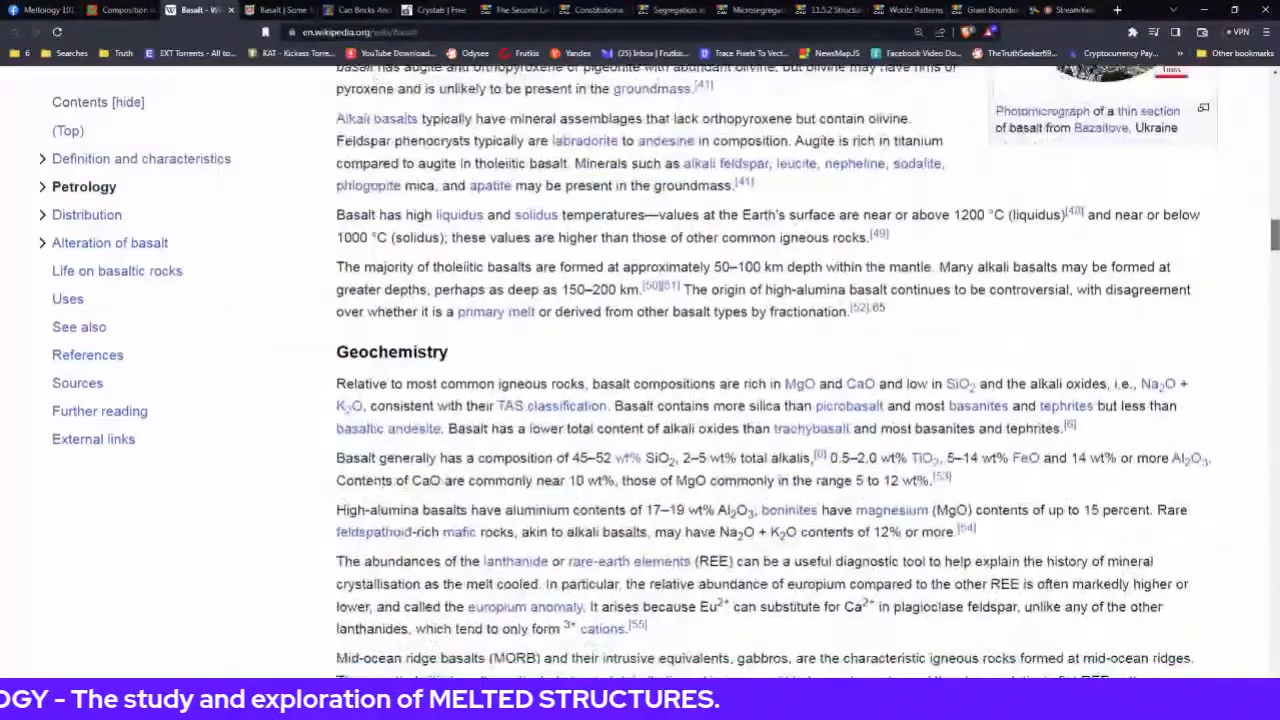 Meltology 101
Composition o
Basalt - Wi
Basalt | Some
Can Bricks And
Crystals | Free
The Second La
Constitutiona
Segregation a
Microsegrega
11.5.2 Structu
Wootz Patterns
Grain Boundar
StreamYar
en.wikipedia.org/wiki/Basalt
VPN
6
Searches
Truth
EXT Torrents - All to...
KAT - Kickass Torre...
YouTube Download...
Odysee
Frutkis
Yandex
(35) Inbox | Frutkis...
Trace Pixels To Vect...
NewsMapJS
Facebook Video Do...
TheTruthSeeker69...
Cryptocurrency Pay...
Other bookmarks
Contents [hide]
(Top)
Definition and characteristics
Petrology
Distribution
Alteration of basalt
Life on basaltic rocks
Uses
See also
References
Sources
Further reading
External links
basalt has augite and orthopyroxene or pigeonite with abundant olivine, but olivine may have rims of
pyroxene and is unlikely to be present in the groundmass.[41]
Alkali basalts typically have mineral assemblages that lack orthopyroxene but contain olivine.
Feldspar phenocrysts typically are labradorite to andesine in composition. Augite is rich in titanium
compared to augite in tholeiitic basalt. Minerals such as alkali feldspar, leucite, nepheline, sodalite,
phlogopite mica, and apatite may be present in the groundmass.[41]
Photomicrograph of a thin section
of basalt from Bazaltove, Ukraine
Basalt has high liquidus and solidus temperatures—values at the Earth's surface are near or above 1200 °C (liquidus)[48] and near or below
1000 °C (solidus); these values are higher than those of other common igneous rocks.[49]
The majority of tholeiitic basalts are formed at approximately 50–100 km depth within the mantle. Many alkali basalts may be formed at
greater depths, perhaps as deep as 150–200 km.[50][51] The origin of high-alumina basalt continues to be controversial, with disagreement
over whether it is a primary melt or derived from other basalt types by fractionation.[52]:65
Geochemistry
Relative to most common igneous rocks, basalt compositions are rich in MgO and CaO and low in SiO2 and the alkali oxides, i.e., Na2O +
K2O, consistent with their TAS classification. Basalt contains more silica than picrobasalt and most basanites and tephrites but less than
basaltic andesite. Basalt has a lower total content of alkali oxides than trachybasalt and most basanites and tephrites.[6]
Basalt generally has a composition of 45–52 wt% SiO2, 2–5 wt% total alkalis,[6] 0.5–2.0 wt% TiO2, 5–14 wt% FeO and 14 wt% or more Al2O3.
Contents of CaO are commonly near 10 wt%, those of MgO commonly in the range 5 to 12 wt%.[53]
High-alumina basalts have aluminium contents of 17–19 wt% Al2O3; boninites have magnesium (MgO) contents of up to 15 percent. Rare
feldspathoid-rich mafic rocks, akin to alkali basalts, may have Na2O + K2O contents of 12% or more.[54]
The abundances of the lanthanide or rare-earth elements (REE) can be a useful diagnostic tool to help explain the history of mineral
crystallisation as the melt cooled. In particular, the relative abundance of europium compared to the other REE is often markedly higher or
lower, and called the europium anomaly. It arises because Eu2+ can substitute for Ca2+ in plagioclase feldspar, unlike any of the other
lanthanides, which tend to only form 3+ cations.[55]
Mid-ocean ridge basalts (MORB) and their intrusive equivalents, gabbros, are the characteristic igneous rocks formed at mid-ocean ridges.
OGY - The study and exploration of MELTED STRUCTURES.